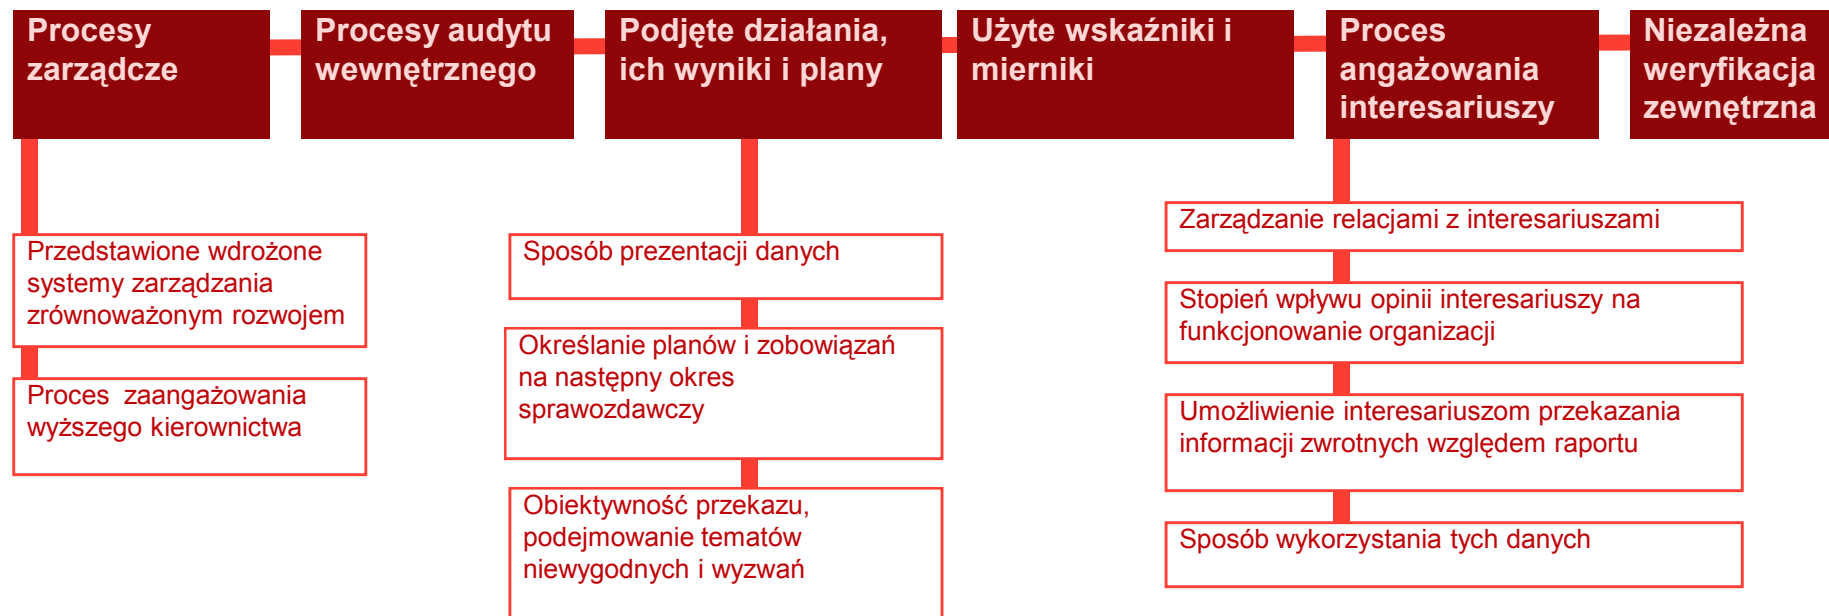 Procesy
zarządcze
Procesy audytu
wewnętrznego
Podjęte działania,
ich wyniki i plany
Użyte wskaźniki i
mierniki
Proces
angażowania
interesariuszy
Niezależna
weryfikacja
zewnętrzna
Przedstawione wdrożone
systemy zarządzania
zrównoważonym rozwojem
Proces zaangażowania
wyższego kierownictwa
Sposób prezentacji danych
Określanie planów i zobowiązań
na następny okres
sprawozdawczy
Obiektywność przekazu,
podejmowanie tematów
niewygodnych i wyzwań
Zarządzanie relacjami z interesariuszami
Stopień wpływu opinii interesariuszy na
funkcjonowanie organizacji
Umożliwienie interesariuszom przekazania
informacji zwrotnych względem raportu
Sposób wykorzystania tych danych